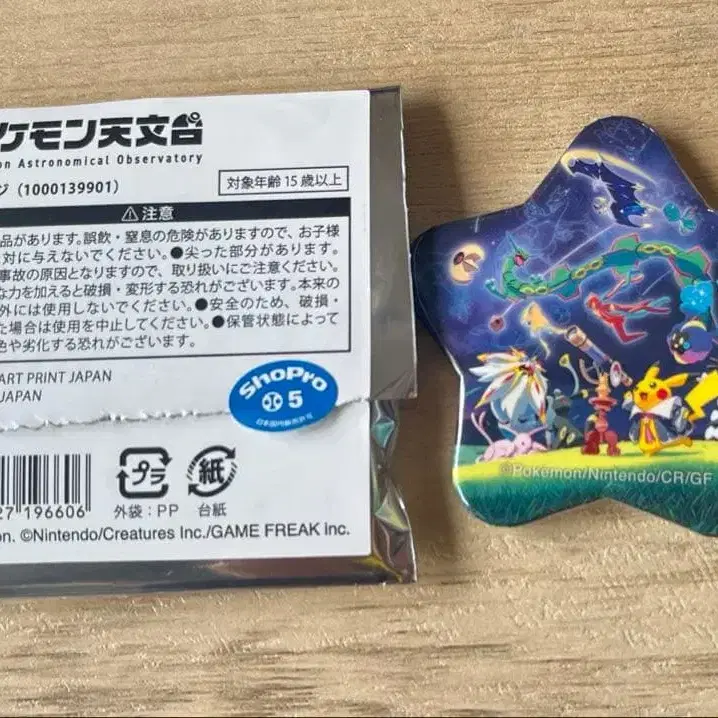 ケモン天文台
on Astronomical Observatory
ジ（1000139901）
対象年齢 15 歳以上
⚠注意
品があります。誤飲・窒息の危険がありますので、お子様
対に与えないでください。●尖った部分があります。
事故の原因となりますので、取り扱いにご注意ください。
な力を加えると破損・変形する恐れがございます。本来の
外には使用しないでください。●安全のため、破損・
た場合は使用を中止してください。●保管状態によって
色や劣化する恐れがございます。
ART PRINT JAPAN
JAPAN
ShoPro
5
日本国内販売許可
27 196606
プラ
外装：PP
紙
台紙
on. ©Nintendo/Creatures Inc./GAME FREAK inc.
©Pokémon/Nintendo/CR/GF